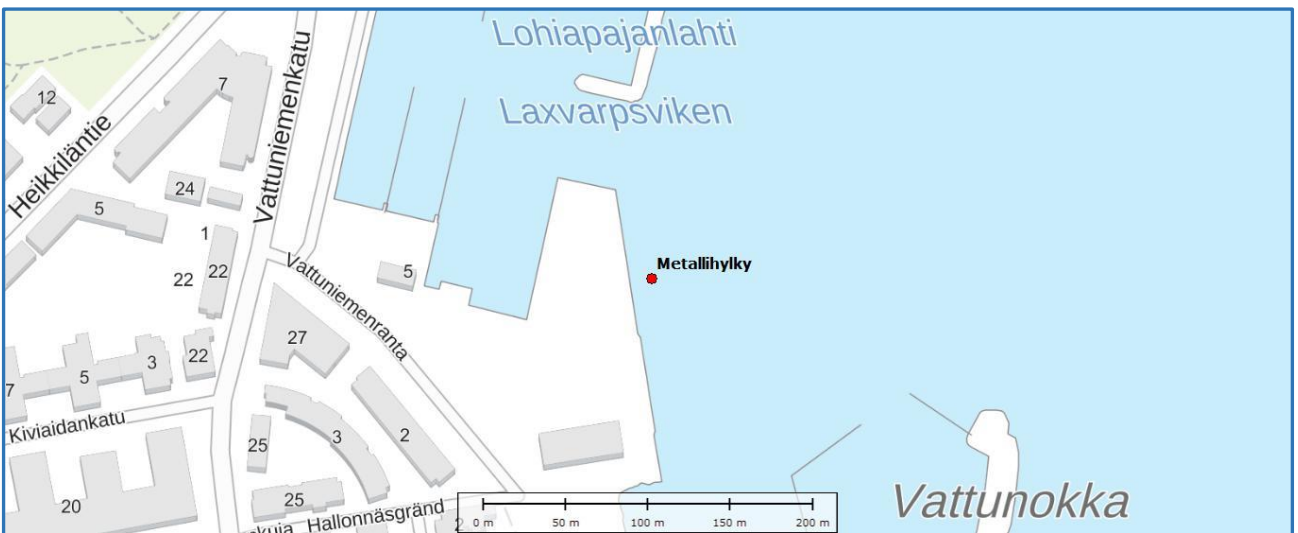 Lohiapajanlahti
Laxvarpsviken
Vattuniemenkatu
7
12
Heikkiläntie
24
5
1
22
22
5
Vattuniemenranta
Metallihylky
27
22
3
5
7
Kiviaidankatu
2
3
25
20
25
Hallonnäsgränd
2
0 m
50 m
100 m
150 m
200 m
Vattunokka